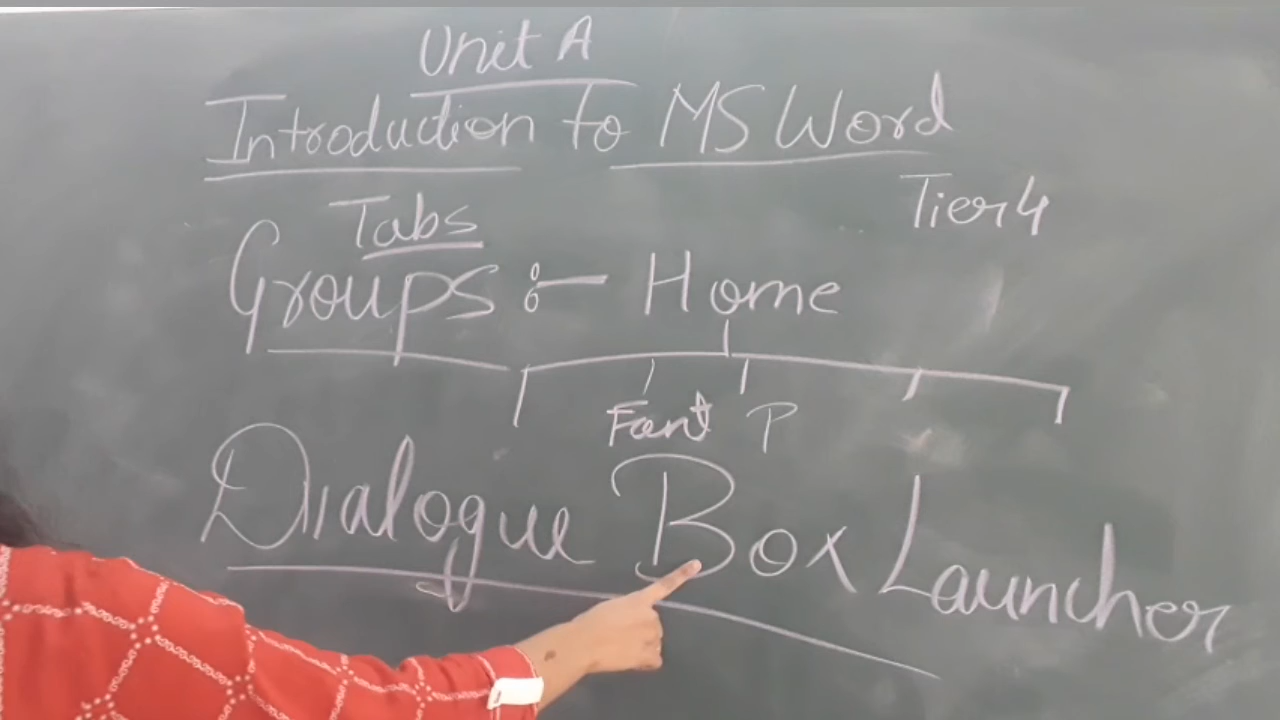 Unit A
Introduction to MS Word
Tier 4
Tabs
Groups :- Home
Font P
Dialogue Box Launcher